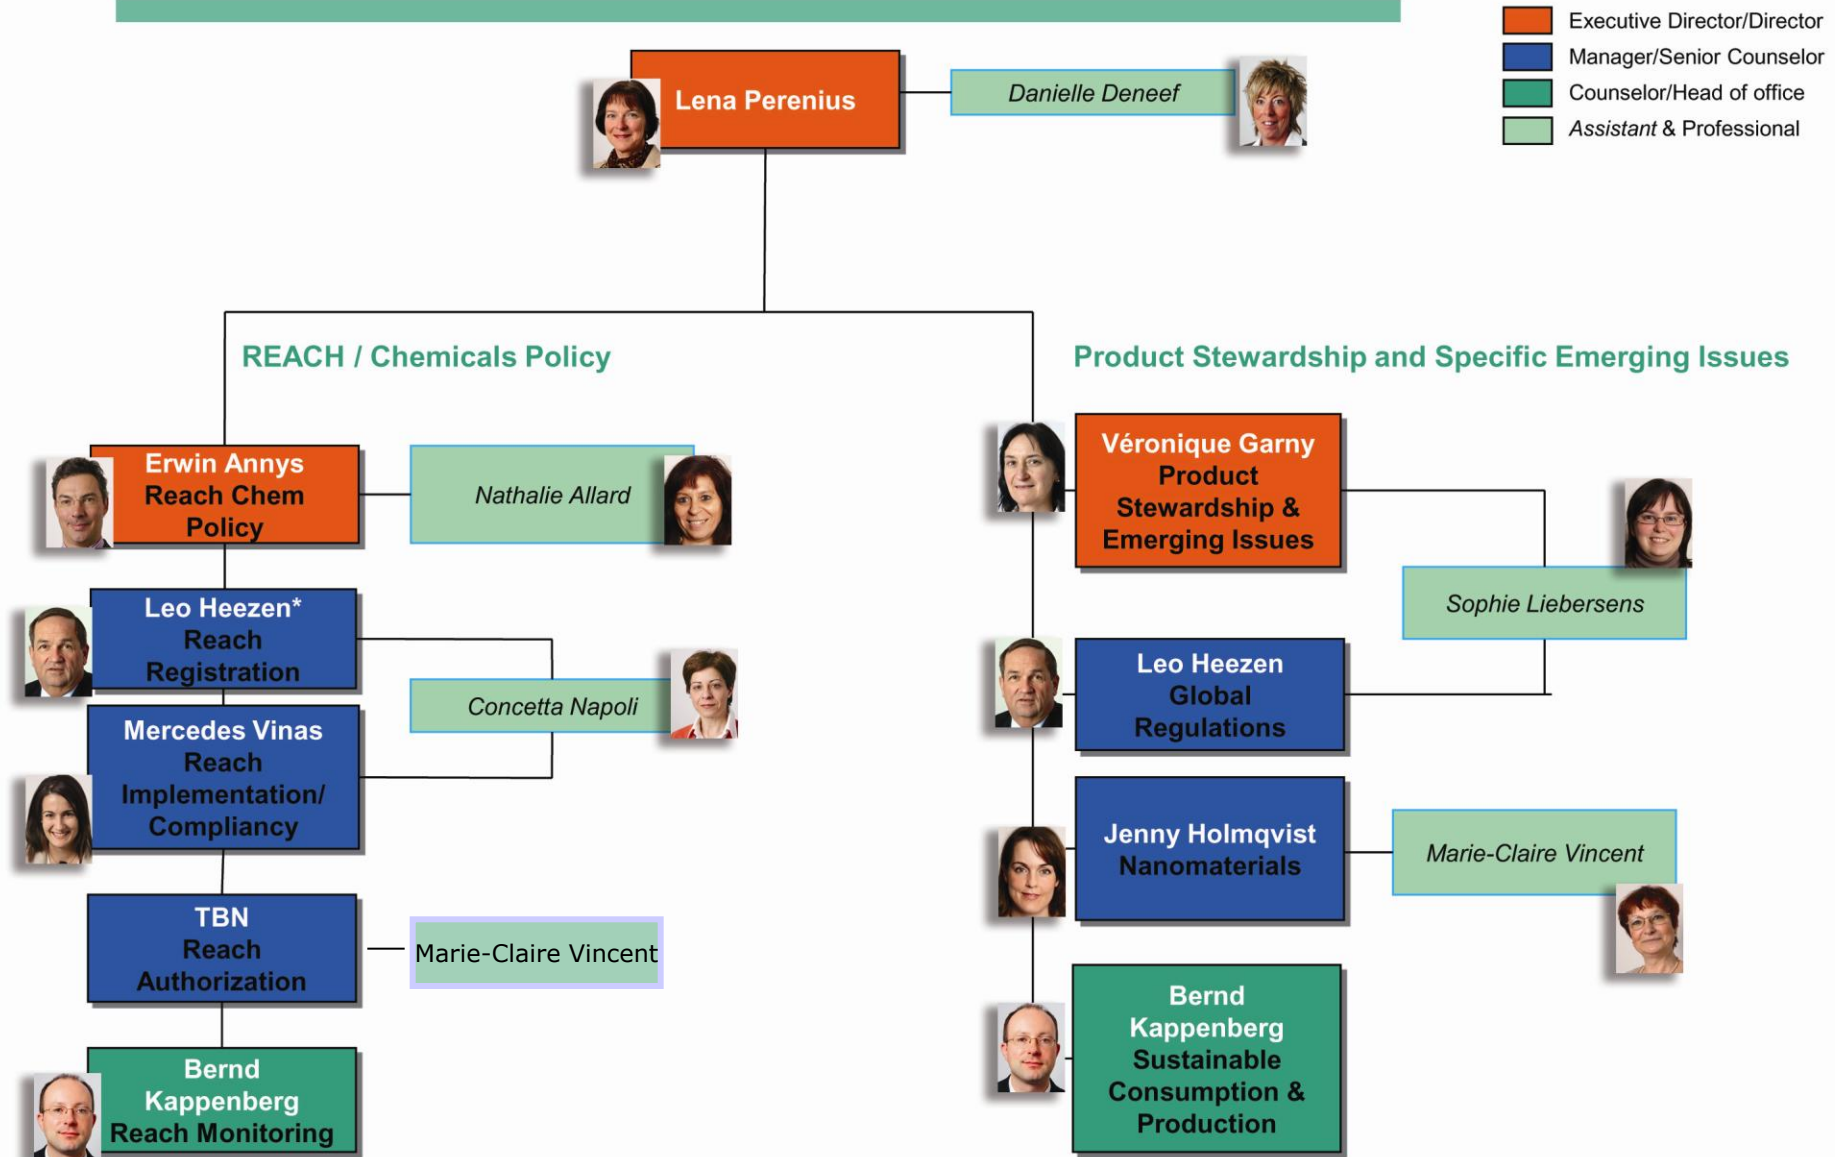 Executive Director/Director
Manager/Senior Counselor
Counselor/Head of office
Assistant & Professional
Lena Perenius
Danielle Deneef
REACH / Chemicals Policy
Erwin Annys
Reach Chem
Policy
Nathalie Allard
Leo Heezen*
Reach
Registration
Concetta Napoli
Mercedes Vinas
Reach
Implementation/
Compliancy
TBN
Reach
Authorization
Marie-Claire Vincent
Bernd
Kappenberg
Reach Monitoring
Product Stewardship and Specific Emerging Issues
Véronique Garny
Product
Stewardship &
Emerging Issues
Sophie Liebersens
Leo Heezen
Global
Regulations
Jenny Holmqvist
Nanomaterials
Marie-Claire Vincent
Bernd
Kappenberg
Sustainable
Consumption &
Production